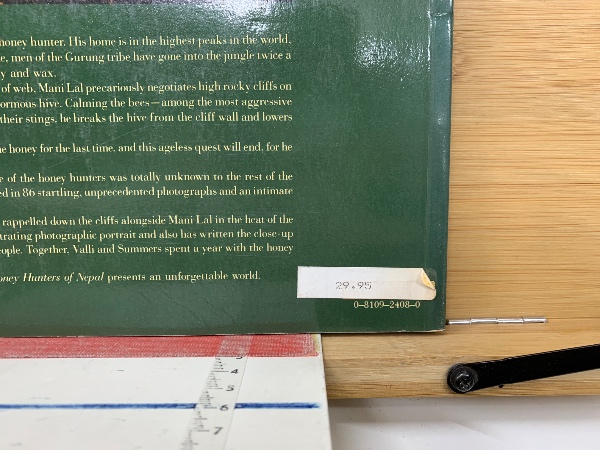 honey hunter. His home is in the highest peaks in the world,
e, men of the Gurung tribe have gone into the jungle twice a
y and wax.
of web, Mani Lal precariously negotiates high rocky cliffs on
ormous hive. Calming the bees—among the most aggressive
their stings, he breaks the hive from the cliff wall and lowers
he honey for the last time, and this ageless quest will end, for he
e of the honey hunters was totally unknown to the rest of the
ed in 86 startling, unprecedented photographs and an intimate
rappelled down the cliffs alongside Mani Lal in the heat of the
trating photographic portrait and also has written the close-up
eople. Together, Valli and Summers spent a year with the honey
oney Hunters of Nepal presents an unforgettable world.
29.95
0-8109-2408-0
3
4
5
6
7